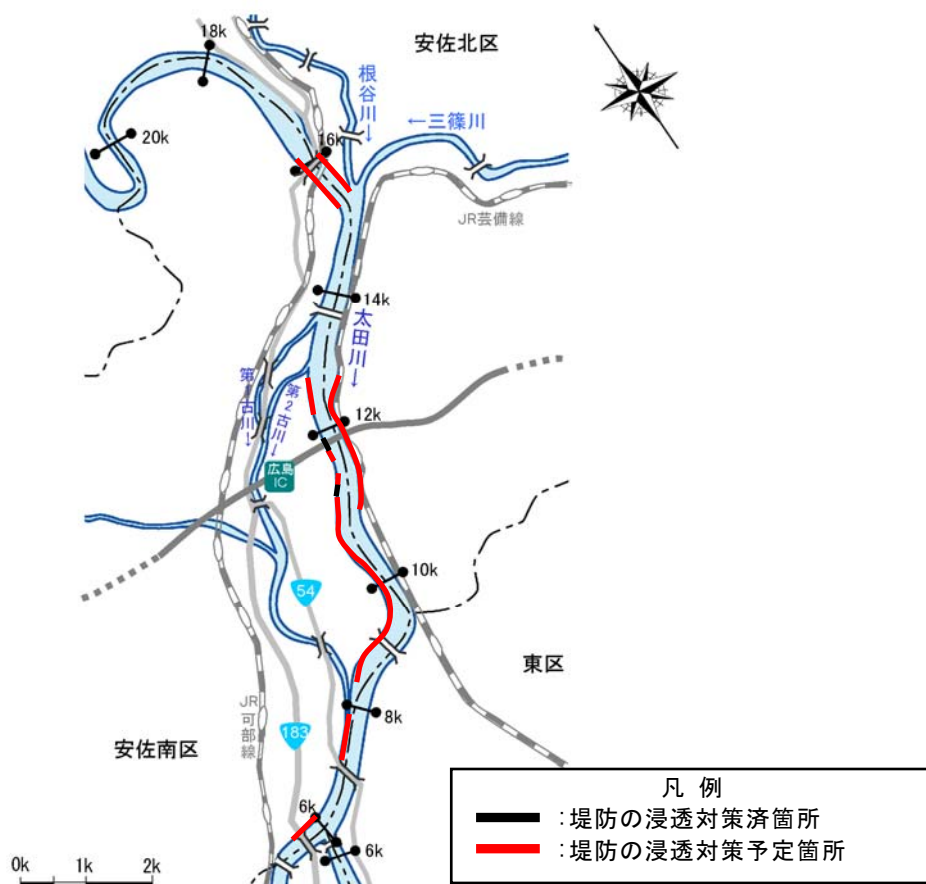 18k
安佐北区
根谷川↓
←三篠川
20k
16k
JR芸備線
14k
太田川↓
第1古川↓
第2古川↓
12k
広島
IC
10k
54
東区
JR可部線
8k
183
安佐南区
6k
6k
0k 1k 2k
凡 例
:堤防の浸透対策済箇所
:堤防の浸透対策予定箇所